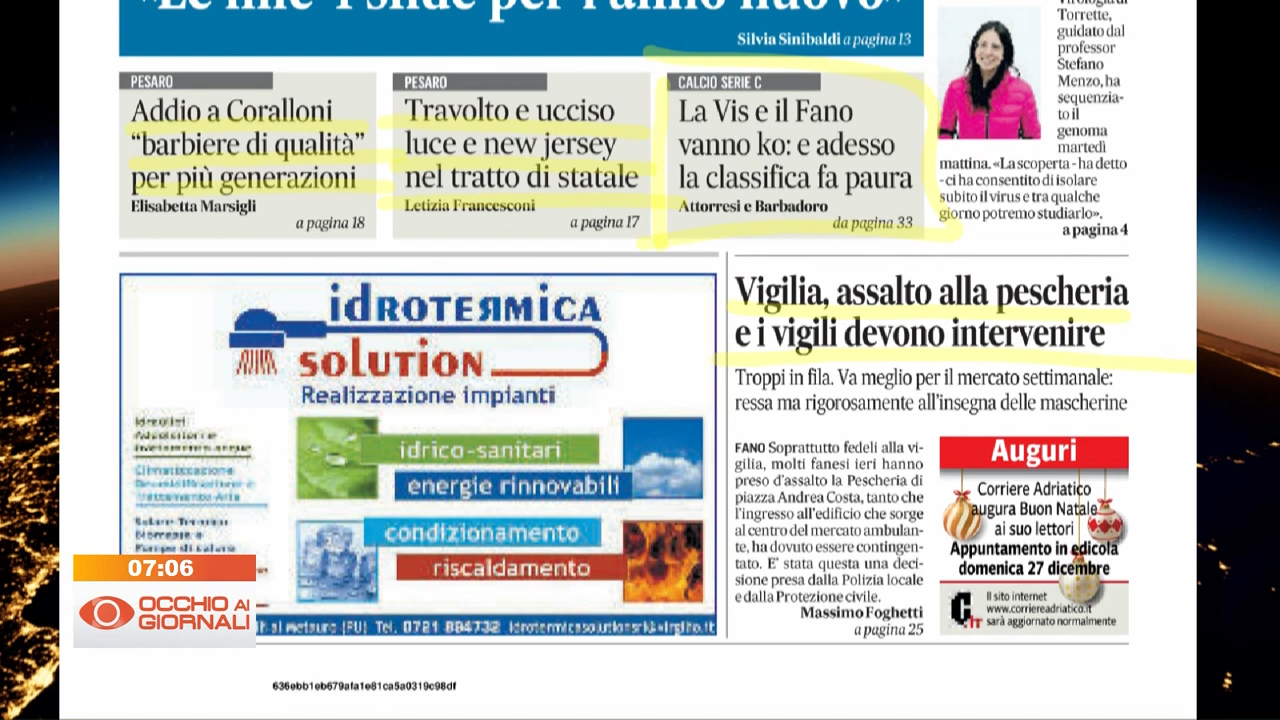 Silvia Sinibaldi a pagina 13
PESARO
Addio a Coralloni
“barbiere di qualità”
per più generazioni
Elisabetta Marsigli
a pagina 18
PESARO
Travolto e ucciso
luce e new jersey
nel tratto di statale
Letizia Francesconi
a pagina 17
CALCIO SERIE C
La Vis e il Fano
vanno ko: e adesso
la classifica fa paura
Attorresi e Barbadoro
da pagina 33
Torrette,
guidato dal
professor
Stefano
Menzo, ha
sequenzia-
to il
genoma
martedì
mattina. «La scoperta - ha detto
- ci ha consentito di isolare
subito il virus e tra qualche
giorno potremo studiarlo».
a pagina 4
idROTERMICA
SOLUTION
Realizzazione impianti
idrico-sanitari
energie rinnovabili
condizionamento
riscaldamento
Tel. 0721 884732
Vigilia, assalto alla pescheria
e i vigili devono intervenire
Troppi in fila. Va meglio per il mercato settimanale:
ressa ma rigorosamente all’insegna delle mascherine
FANO Soprattutto fedeli alla vi-
gilia, molti fanesi ieri hanno
preso d’assalto la Pescheria di
piazza Andrea Costa, tanto che
l’ingresso all’edificio che sorge
al centro del mercato ambulan-
te, ha dovuto essere contingen-
tato. E’ stata questa una deci-
sione presa dalla Polizia locale
e dalla Protezione civile.
Massimo Foghetti
a pagina 25
Auguri
Corriere Adriatico
augura Buon Natale
ai suo lettori
Appuntamento in edicola
domenica 27 dicembre
Il sito internet
www.corriereadriatico.it
sarà aggiornato normalmente
07:06
OCCHIO AI
GIORNALI
636ebb1eb679afa1e81ca5a0319c98df